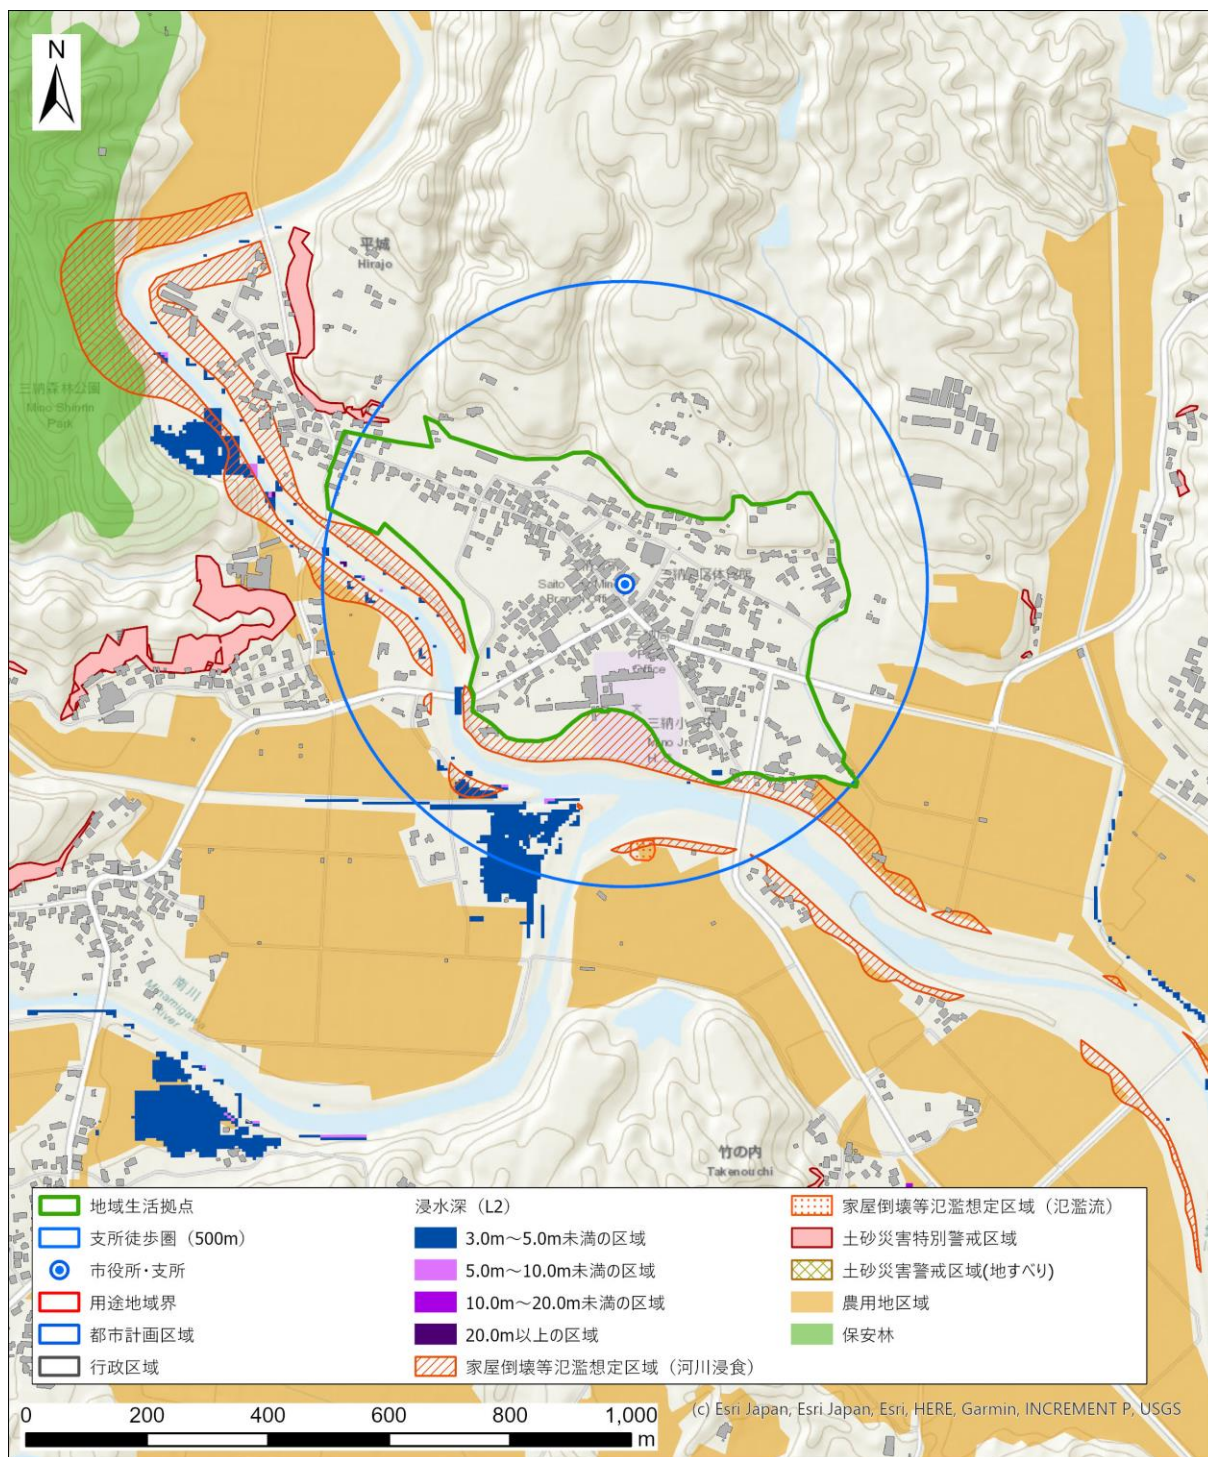 N
平城
Hirajo
三納森林公園
Mino Shinrin
Park
Saito
Office
三納小
Mino Jr.
H
南川
Minamigawa
River
竹の内
Takenouchi
地域生活拠点
支所徒歩圏（500m）
市役所・支所
用途地域界
都市計画区域
行政区域
浸水深（L2）
3.0m～5.0m未満の区域
5.0m～10.0m未満の区域
10.0m～20.0m未満の区域
20.0m以上の区域
家屋倒壊等氾濫想定区域（河川浸食）
家屋倒壊等氾濫想定区域（氾濫流）
土砂災害特別警戒区域
土砂災害警戒区域(地すべり)
農用地区域
保安林
0 200 400 600 800 1,000
m
(c) Esri Japan, Esri Japan, Esri, HERE, Garmin, INCREMENT P, USGS